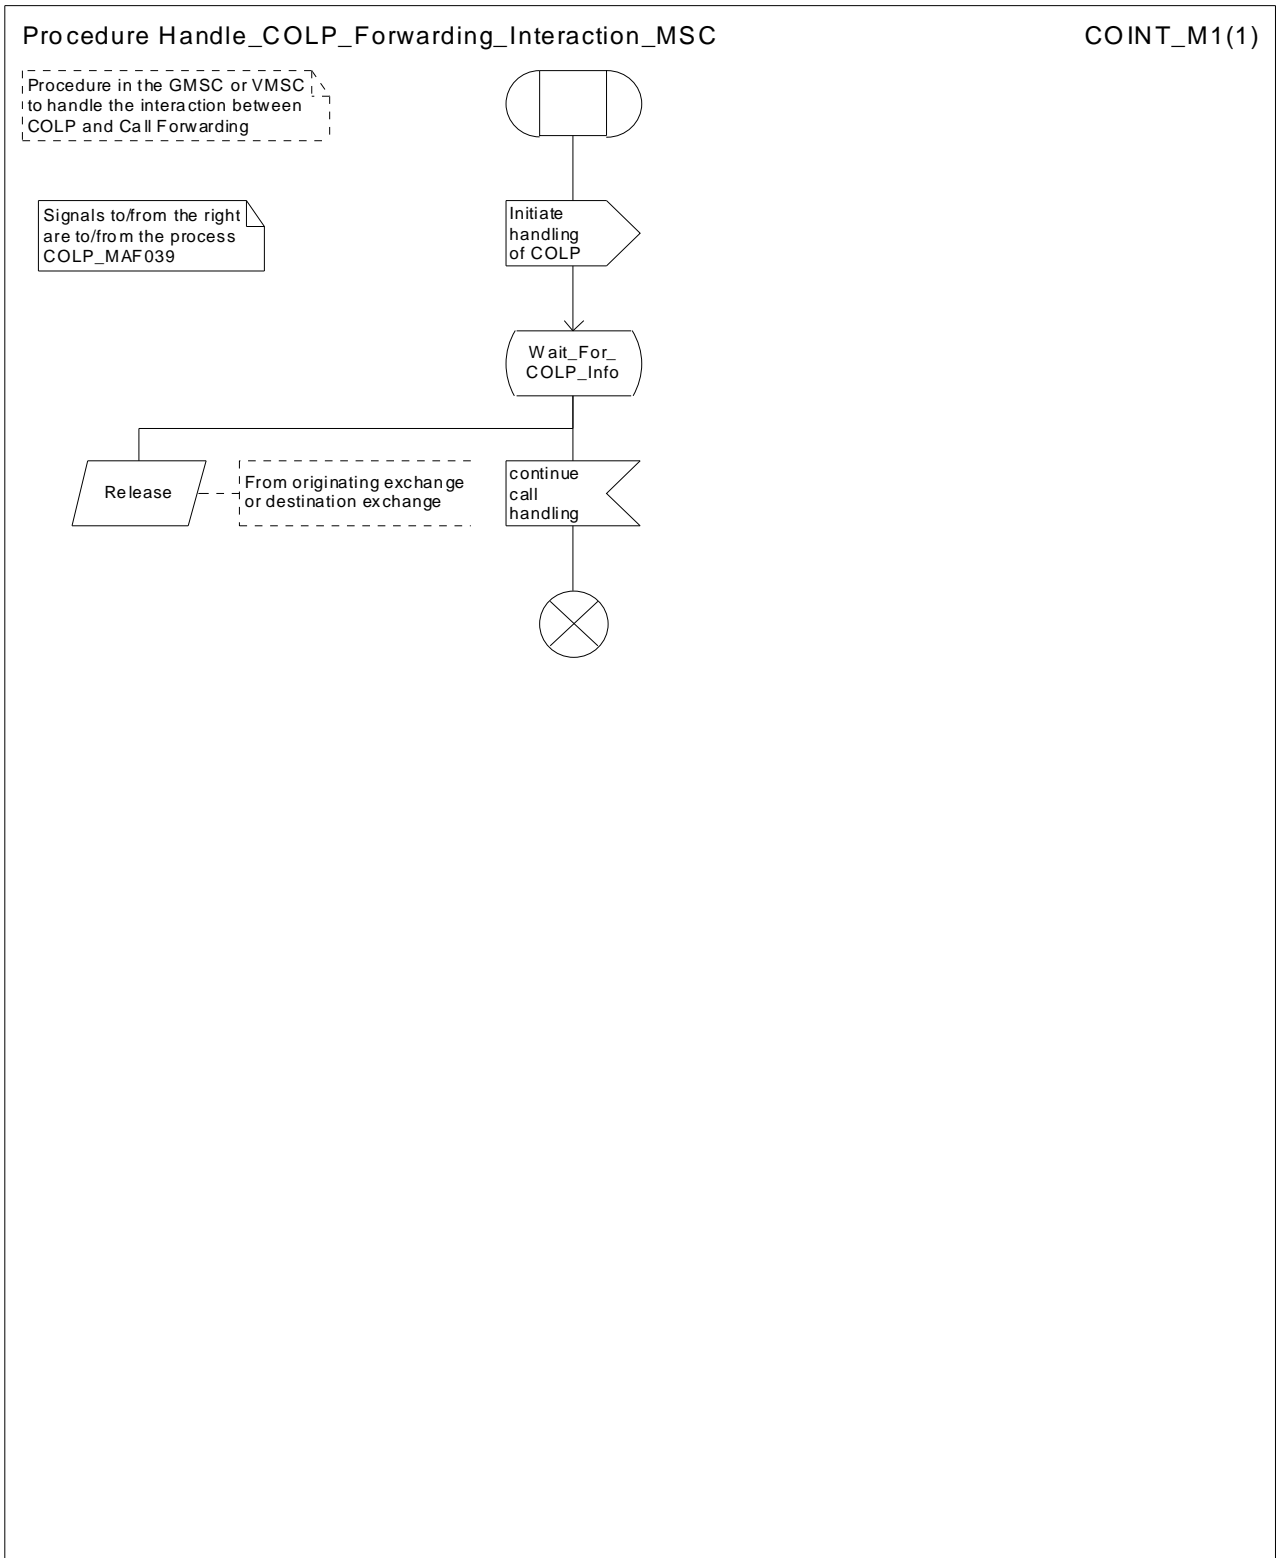 Procedure Handle_COLP_Forwarding_Interaction_MSC
COINT_M1(1)
Procedure in the GMSC or VMSC
to handle the interaction between
COLP and Call Forwarding
Signals to/from the right
are to/from the process
COLP_MAF039
Initiate
handling
of COLP
Wait_For_
COLP_Info
Release
From originating exchange
or destination exchange
continue
call
handling